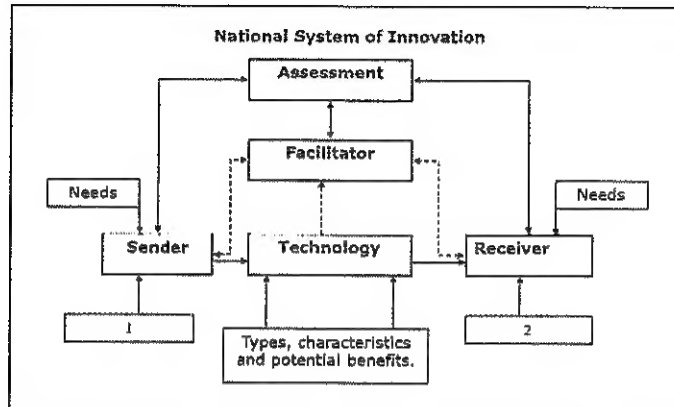 National System of Innovation
Assessment
Facilitator
Needs
Needs
Sender
Technology
Receiver
1
Types, characteristics
and potential benefits.
2